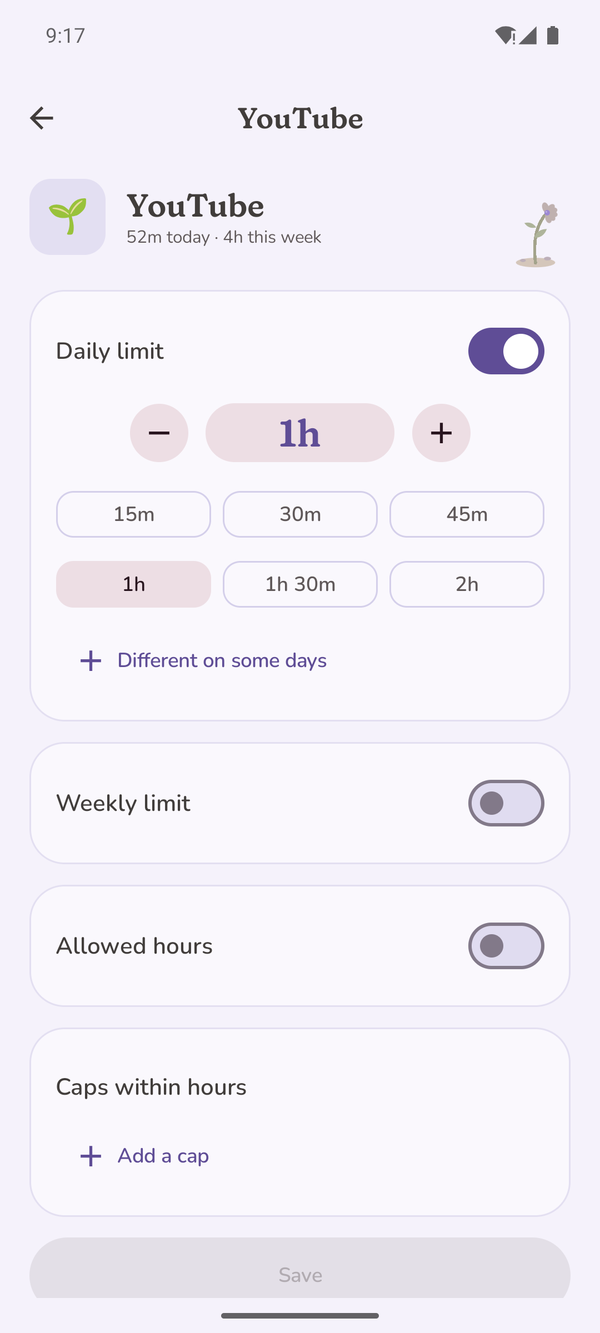 9:17
YouTube
YouTube
52m today · 4h this week
Daily limit
1h
15m
30m
45m
1h
1h 30m
2h
Different on some days
Weekly limit
Allowed hours
Caps within hours
Add a cap
Save